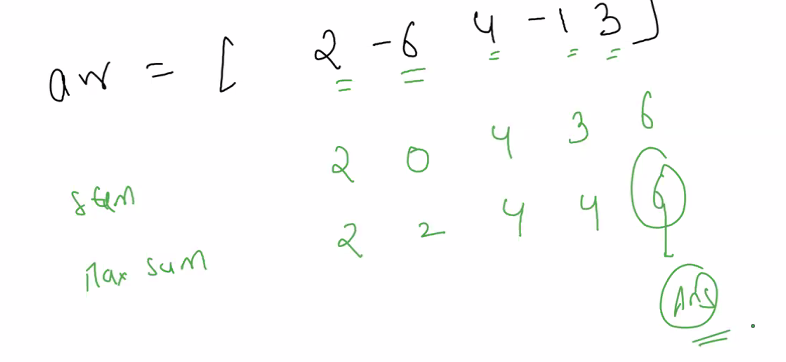 arr = [ 2 -6 4 -1 3 ]
sum 2 0 4 3 6
Max sum 2 2 4 4 6
Ans